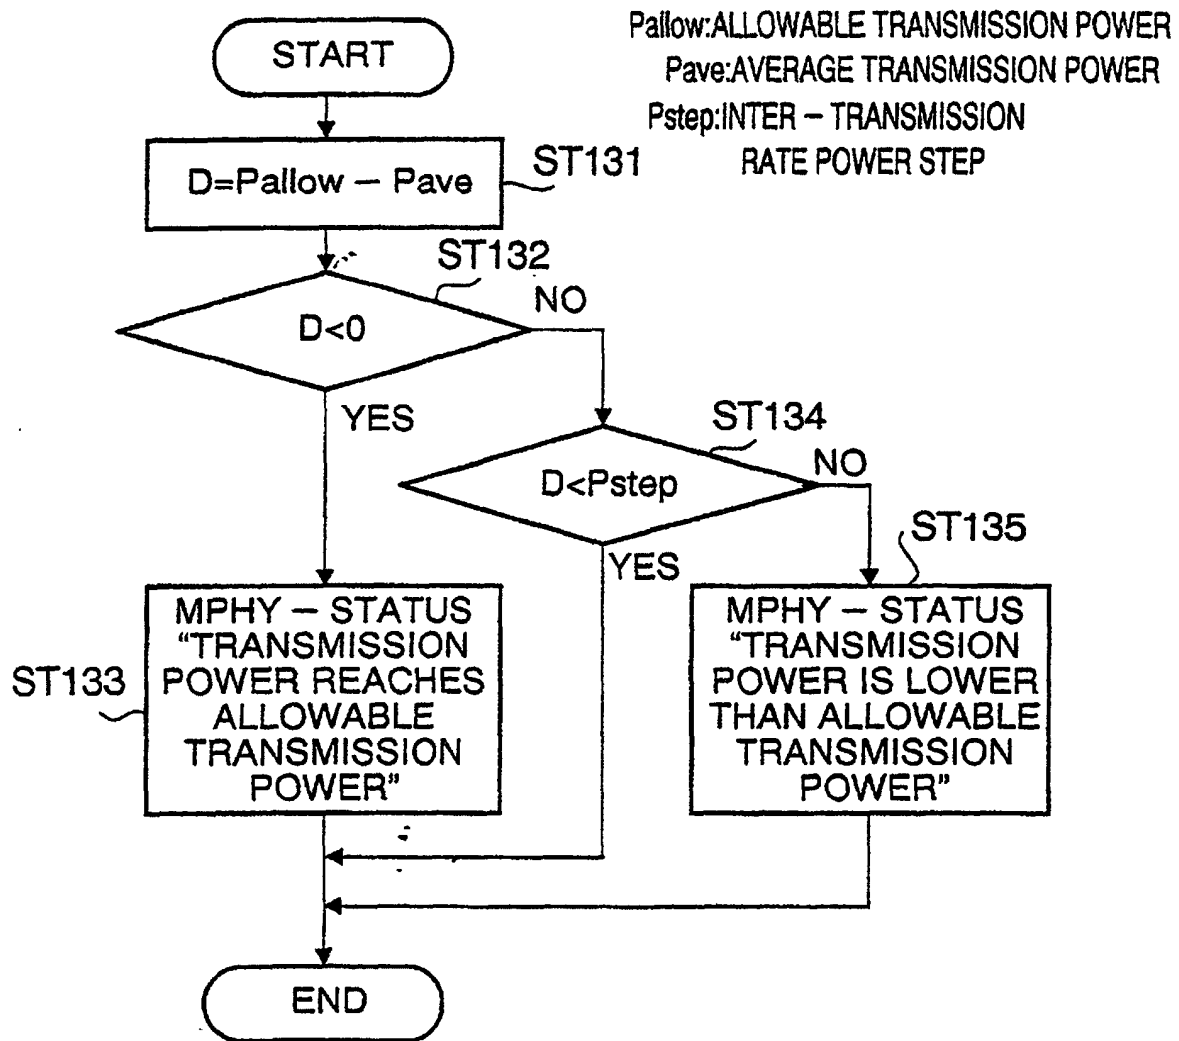 START
Pallow:ALLOWABLE TRANSMISSION POWER
Pave:AVERAGE TRANSMISSION POWER
Pstep:INTER – TRANSMISSION
RATE POWER STEP
D=Pallow – Pave
ST131
ST132
D<0
NO
YES
ST134
D<Pstep
NO
YES
ST135
MPHY – STATUS
“TRANSMISSION
POWER REACHES
ALLOWABLE
TRANSMISSION
POWER”
ST133
MPHY – STATUS
“TRANSMISSION
POWER IS LOWER
THAN ALLOWABLE
TRANSMISSION
POWER”
END